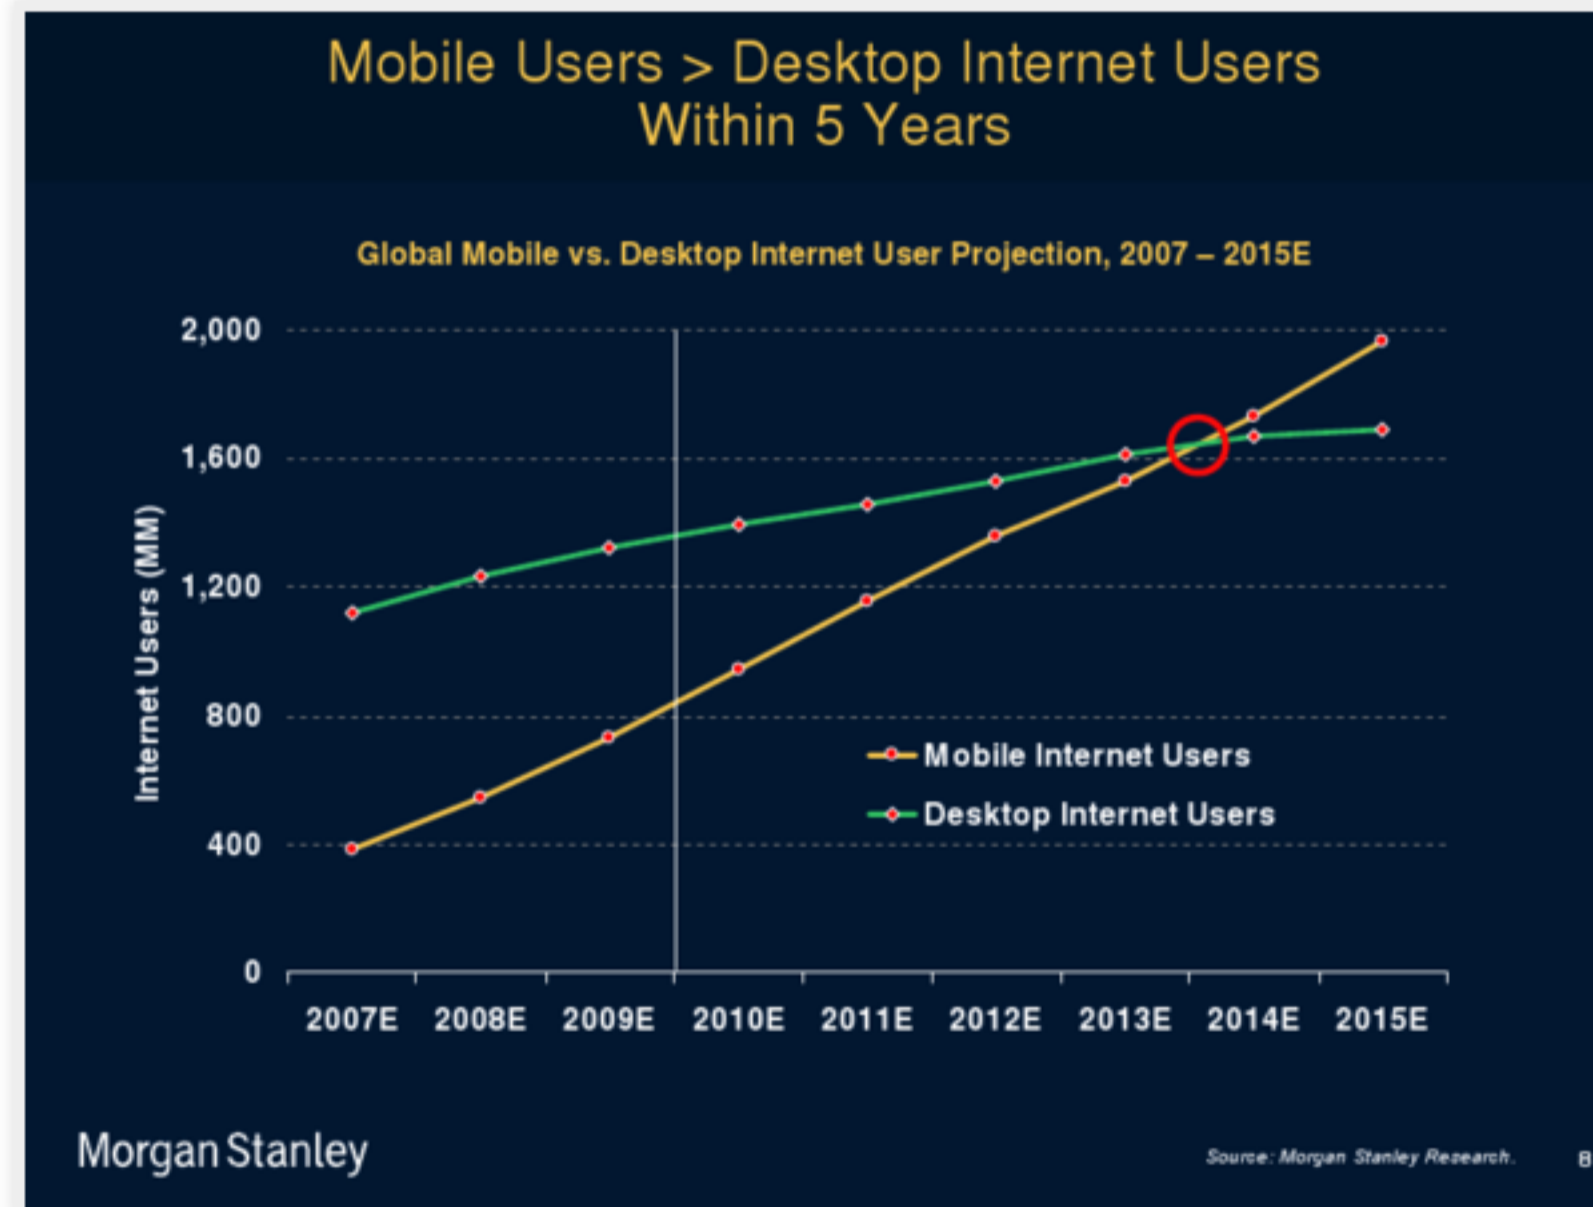 Mobile Users > Desktop Internet Users
Within 5 Years
Global Mobile vs. Desktop Internet User Projection, 2007 – 2015E
2,000
1,600
1,200
800
400
0
Internet Users (MM)
Mobile Internet Users
Desktop Internet Users
2007E 2008E 2009E 2010E 2011E 2012E 2013E 2014E 2015E
Morgan Stanley
Source: Morgan Stanley Research.